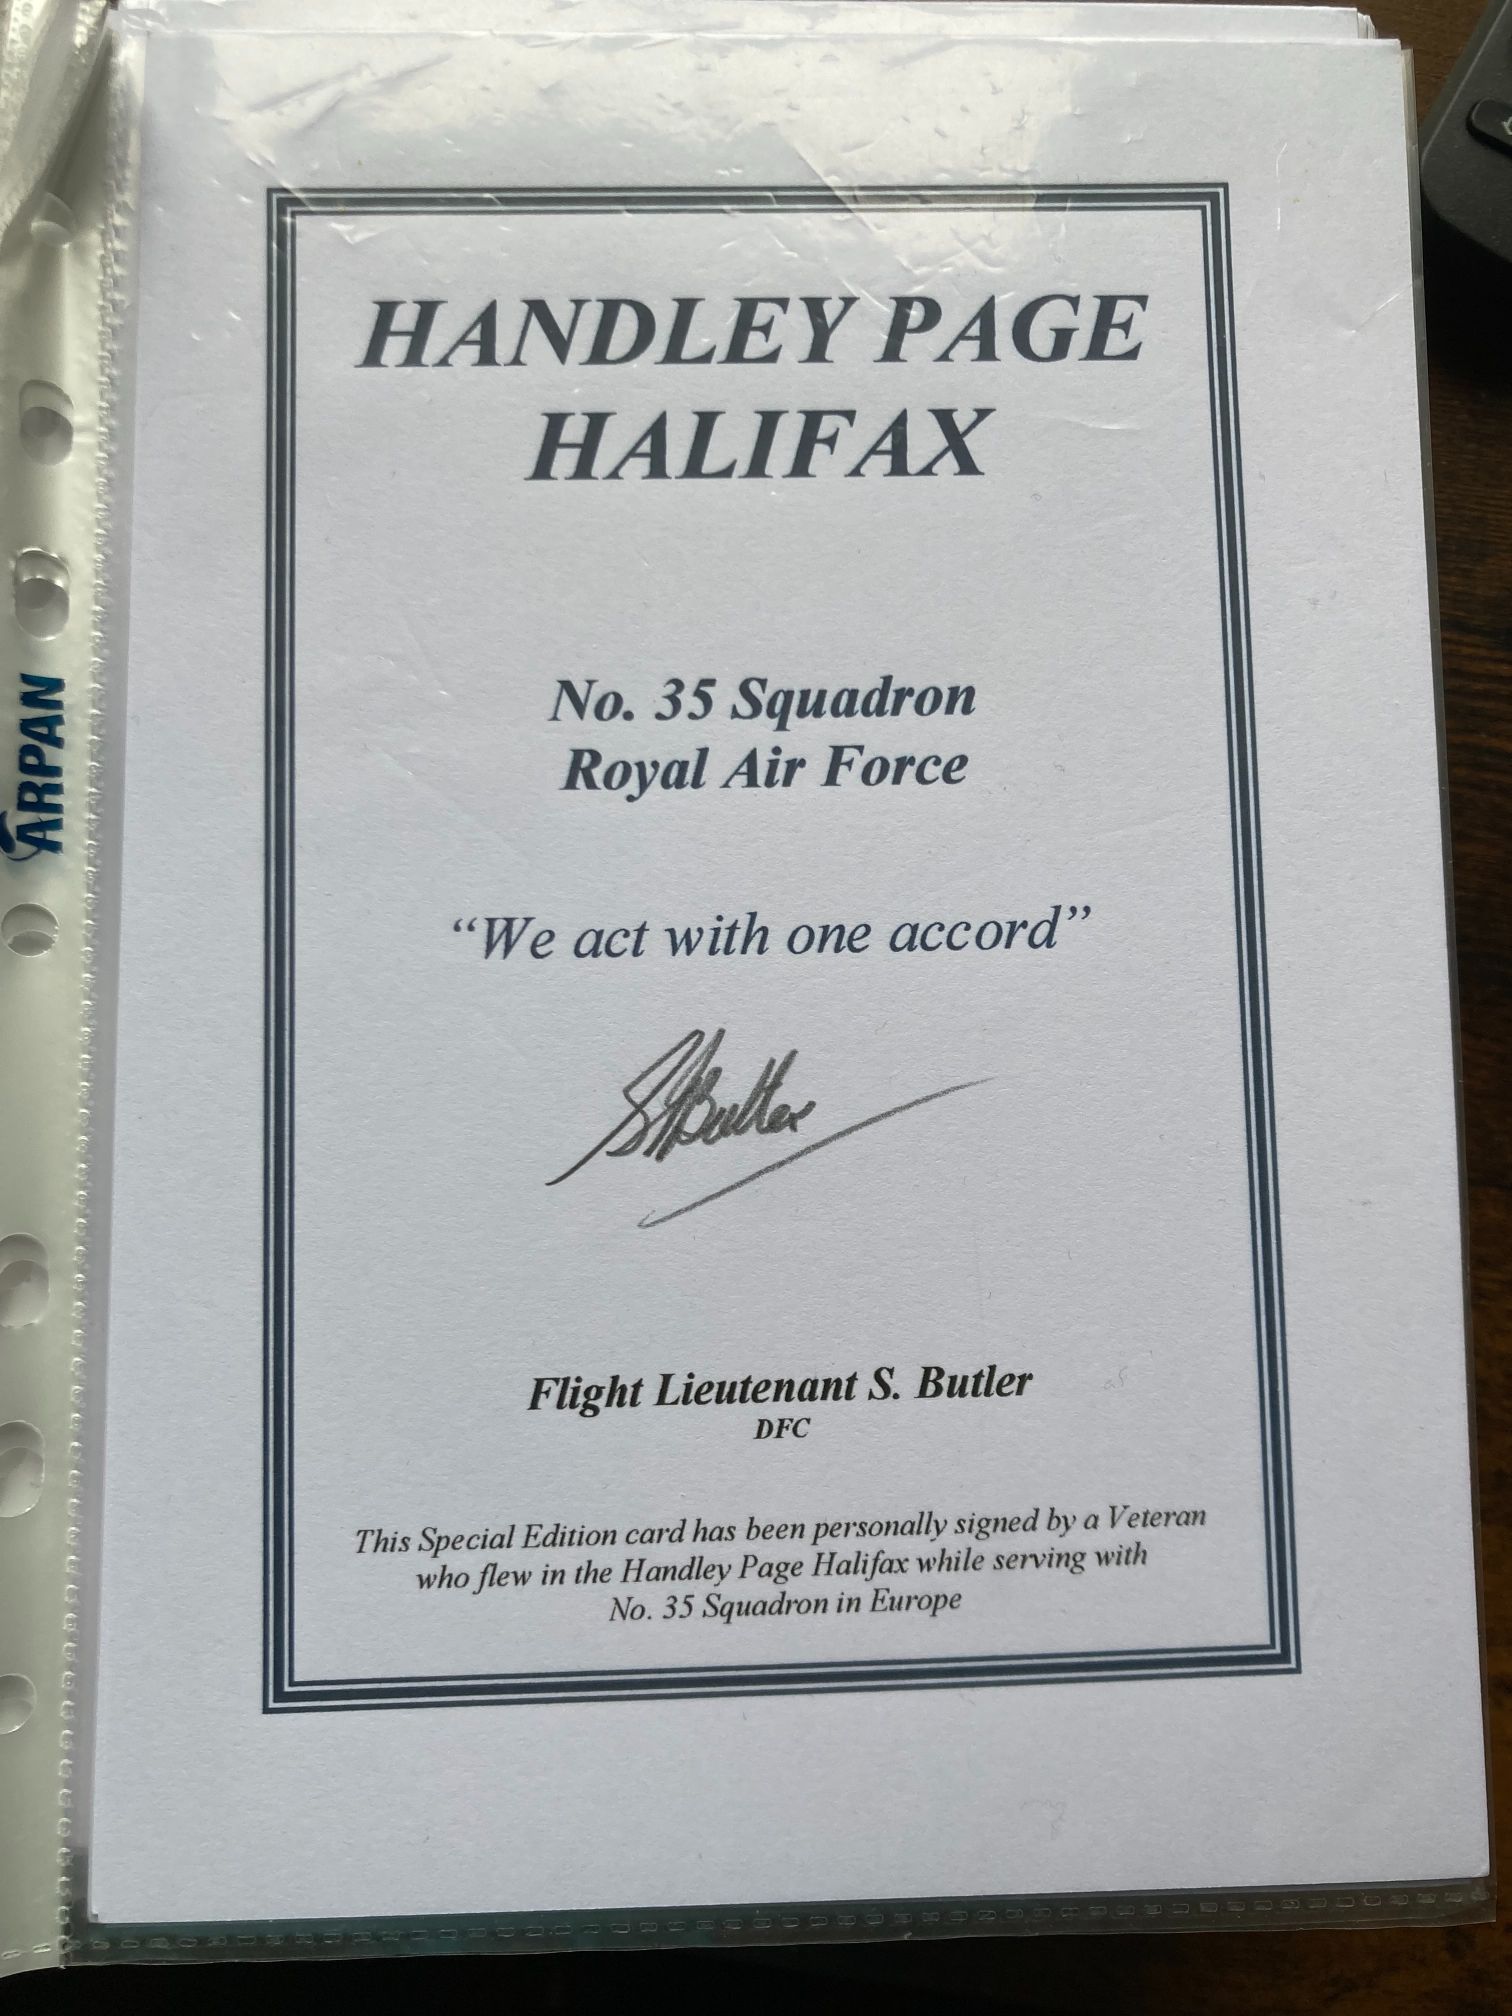 HANDLEY PAGE
HALIFAX
No. 35 Squadron
Royal Air Force
“We act with one accord”
S J Butler
Flight Lieutenant S. Butler
DFC
This Special Edition card has been personally signed by a Veteran
who flew in the Handley Page Halifax while serving with
No. 35 Squadron in Europe
ARPAN